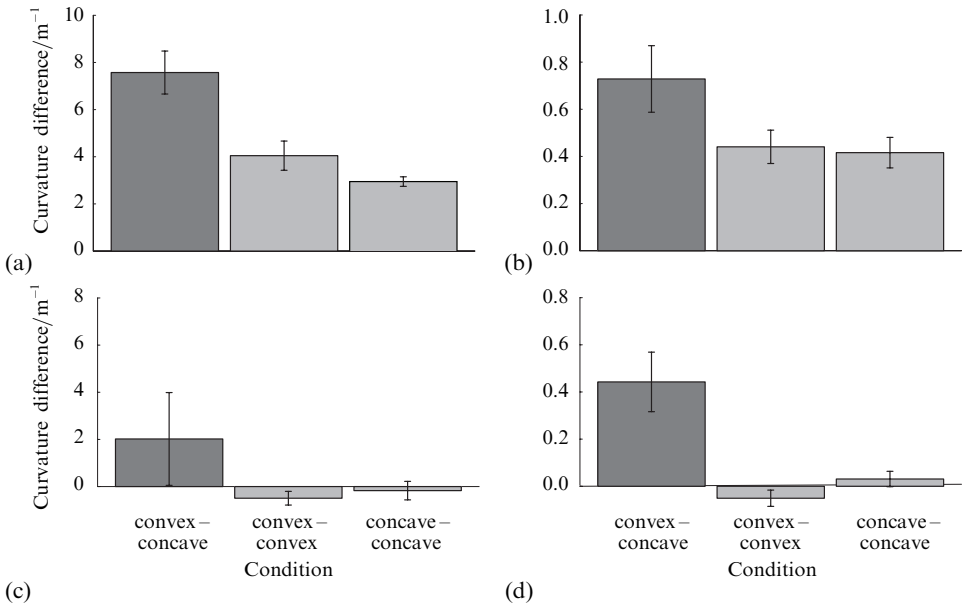 Curvature difference/m⁻¹
10
8
6
4
2
0
(a)
1.0
0.8
0.6
0.4
0.2
0.0
(b)
Curvature difference/m⁻¹
8
6
4
2
0
convex–
concave
convex–
convex
concave–
concave
Condition
(c)
0.8
0.6
0.4
0.2
0.0
convex–
concave
convex–
convex
concave–
concave
Condition
(d)